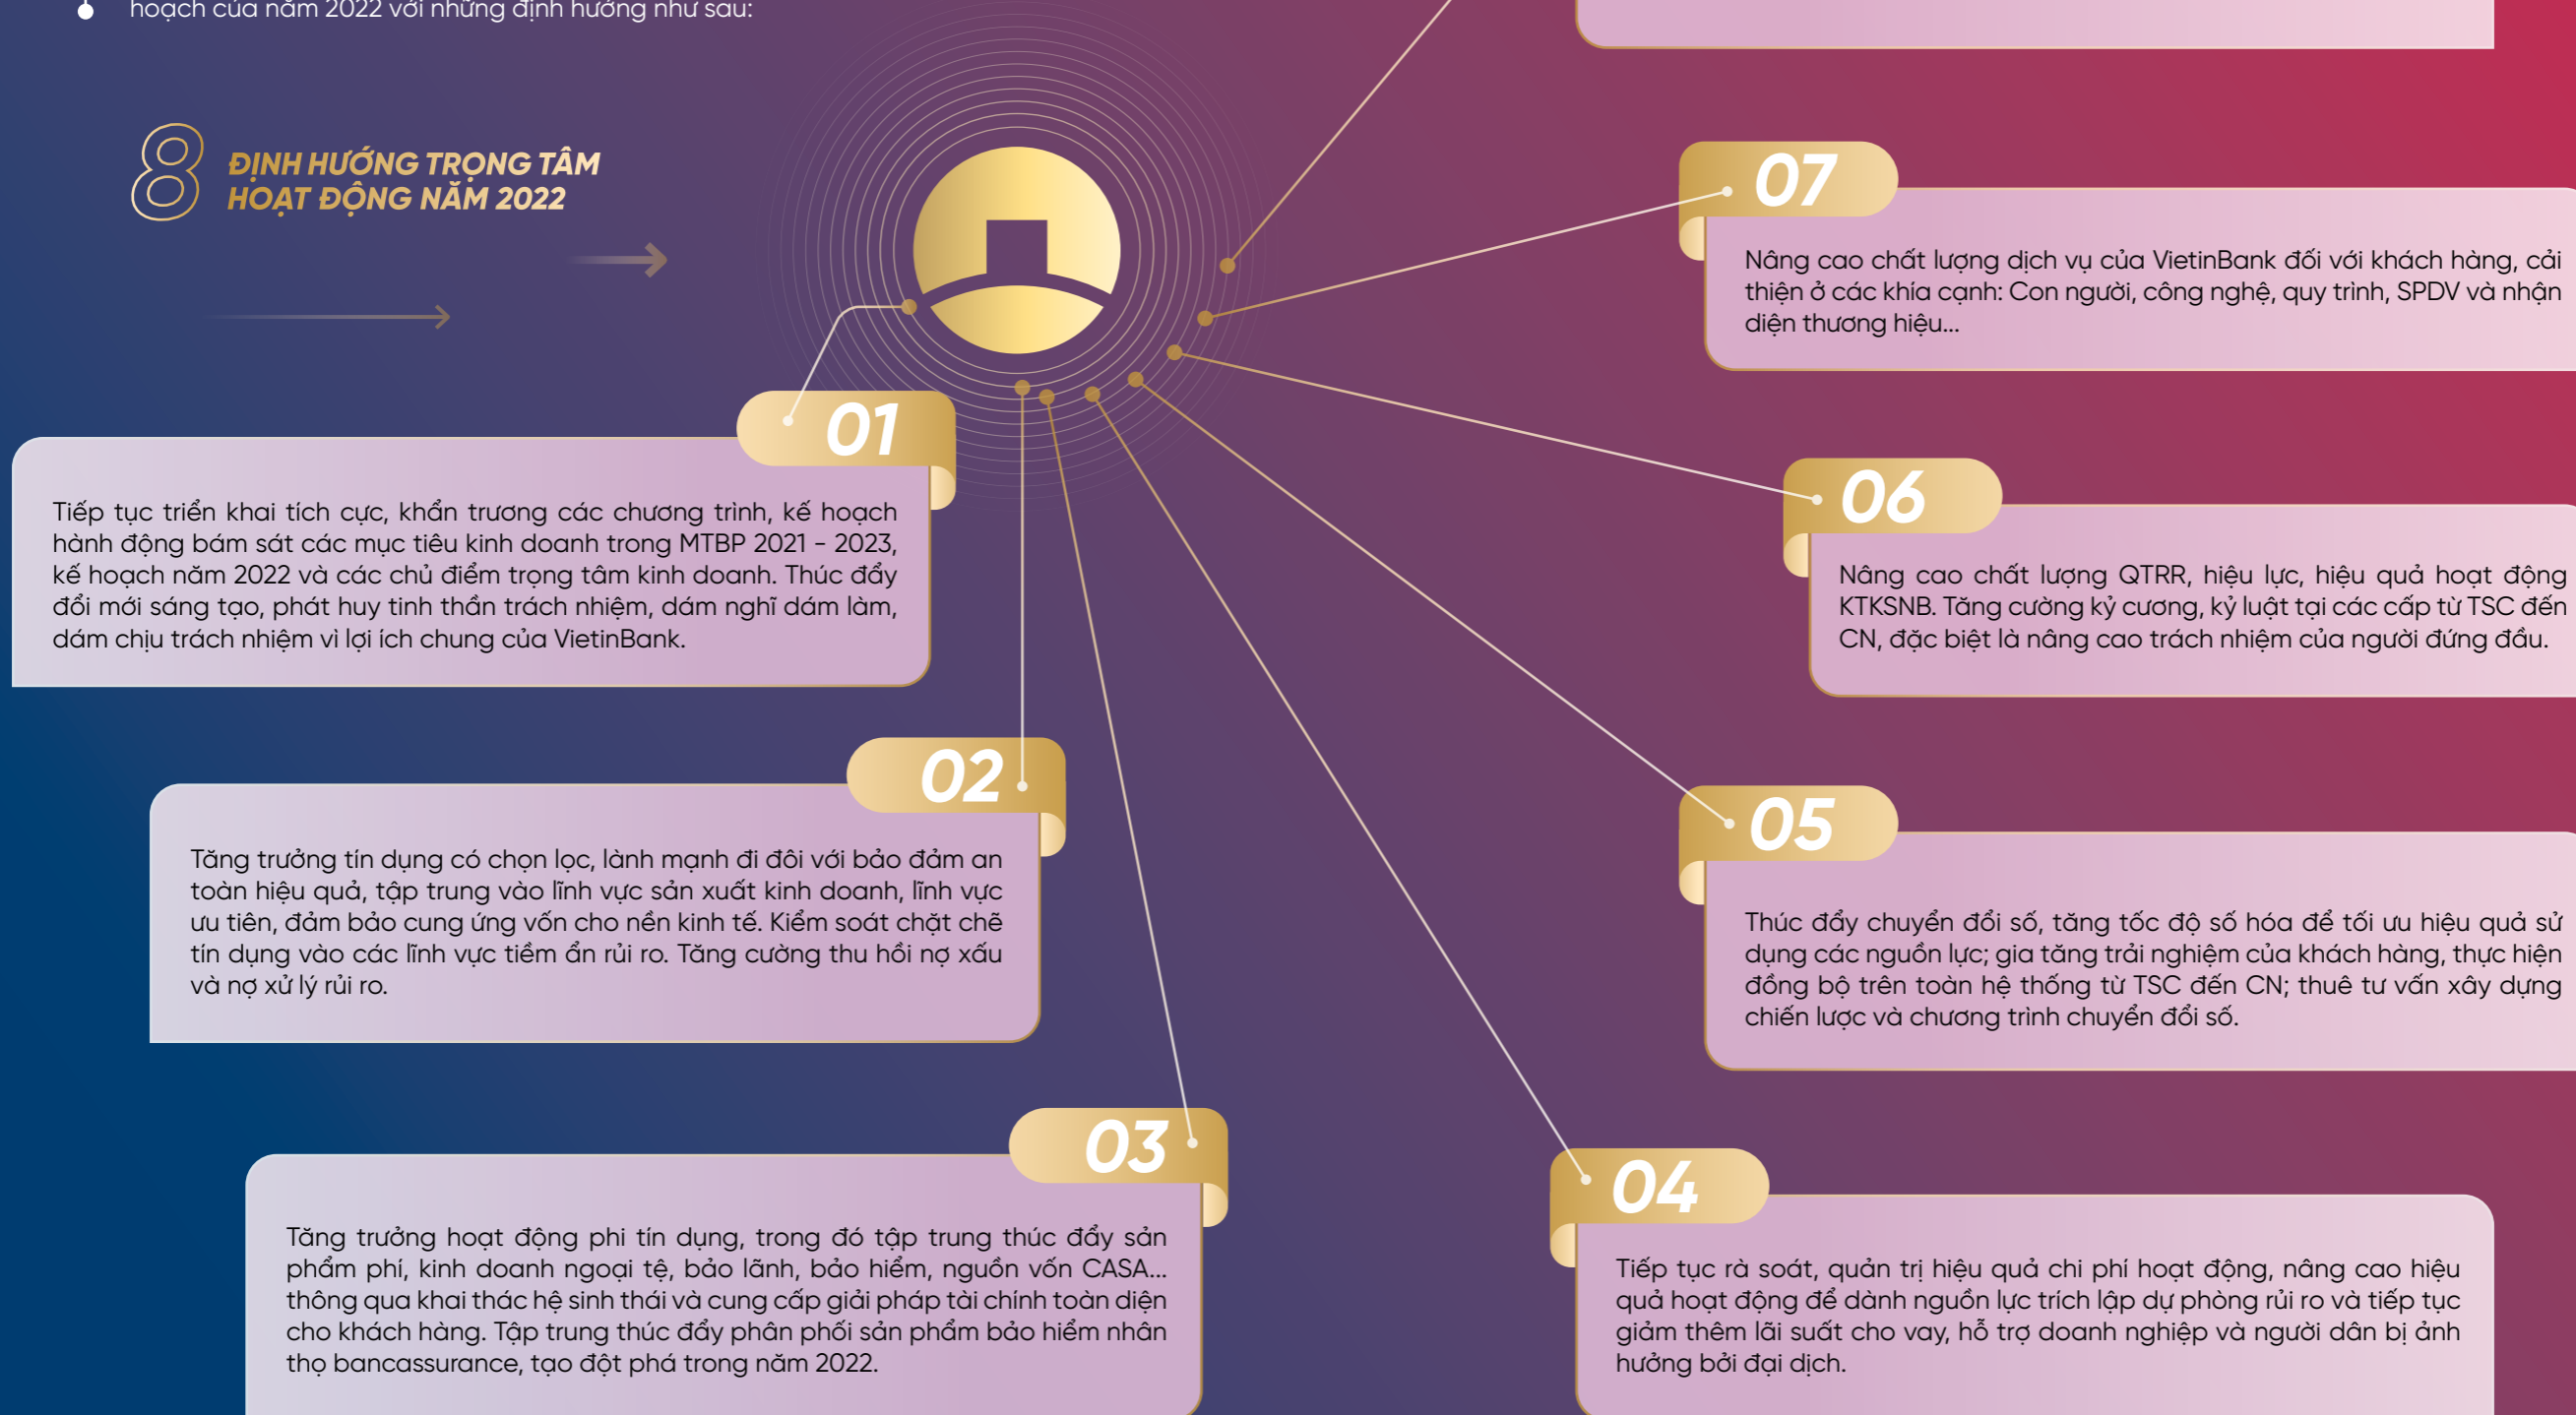 hoạch của năm 2022 với những định hướng như sau:
8
ĐỊNH HƯỚNG TRỌNG TÂM
HOẠT ĐỘNG NĂM 2022
01
Tiếp tục triển khai tích cực, khẩn trương các chương trình, kế hoạch
hành động bám sát các mục tiêu kinh doanh trong MTBP 2021 - 2023,
kế hoạch năm 2022 và các chủ điểm trọng tâm kinh doanh. Thúc đẩy
đổi mới sáng tạo, phát huy tinh thần trách nhiệm, dám nghĩ dám làm,
dám chịu trách nhiệm vì lợi ích chung của VietinBank.
02
Tăng trưởng tín dụng có chọn lọc, lành mạnh đi đôi với bảo đảm an
toàn hiệu quả, tập trung vào lĩnh vực sản xuất kinh doanh, lĩnh vực
ưu tiên, đảm bảo cung ứng vốn cho nền kinh tế. Kiểm soát chặt chẽ
tín dụng vào các lĩnh vực tiềm ẩn rủi ro. Tăng cường thu hồi nợ xấu
và nợ xử lý rủi ro.
03
Tăng trưởng hoạt động phi tín dụng, trong đó tập trung thúc đẩy sản
phẩm phí, kinh doanh ngoại tệ, bảo lãnh, bảo hiểm, nguồn vốn CASA...
thông qua khai thác hệ sinh thái và cung cấp giải pháp tài chính toàn diện
cho khách hàng. Tập trung thúc đẩy phân phối sản phẩm bảo hiểm nhân
thọ bancassurance, tạo đột phá trong năm 2022.
04
Tiếp tục rà soát, quản trị hiệu quả chi phí hoạt động, nâng cao hiệu
quả hoạt động để dành nguồn lực trích lập dự phòng rủi ro và tiếp tục
giảm thêm lãi suất cho vay, hỗ trợ doanh nghiệp và người dân bị ảnh
hưởng bởi đại dịch.
05
Thúc đẩy chuyển đổi số, tăng tốc độ số hóa để tối ưu hiệu quả sử
dụng các nguồn lực; gia tăng trải nghiệm của khách hàng, thực hiện
đồng bộ trên toàn hệ thống từ TSC đến CN; thuê tư vấn xây dựng
chiến lược và chương trình chuyển đổi số.
06
Nâng cao chất lượng QTRR, hiệu lực, hiệu quả hoạt động
KTKSNB. Tăng cường kỷ cương, kỷ luật tại các cấp từ TSC đến
CN, đặc biệt là nâng cao trách nhiệm của người đứng đầu.
07
Nâng cao chất lượng dịch vụ của VietinBank đối với khách hàng, cải
thiện ở các khía cạnh: Con người, công nghệ, quy trình, SPDV và nhận
diện thương hiệu...